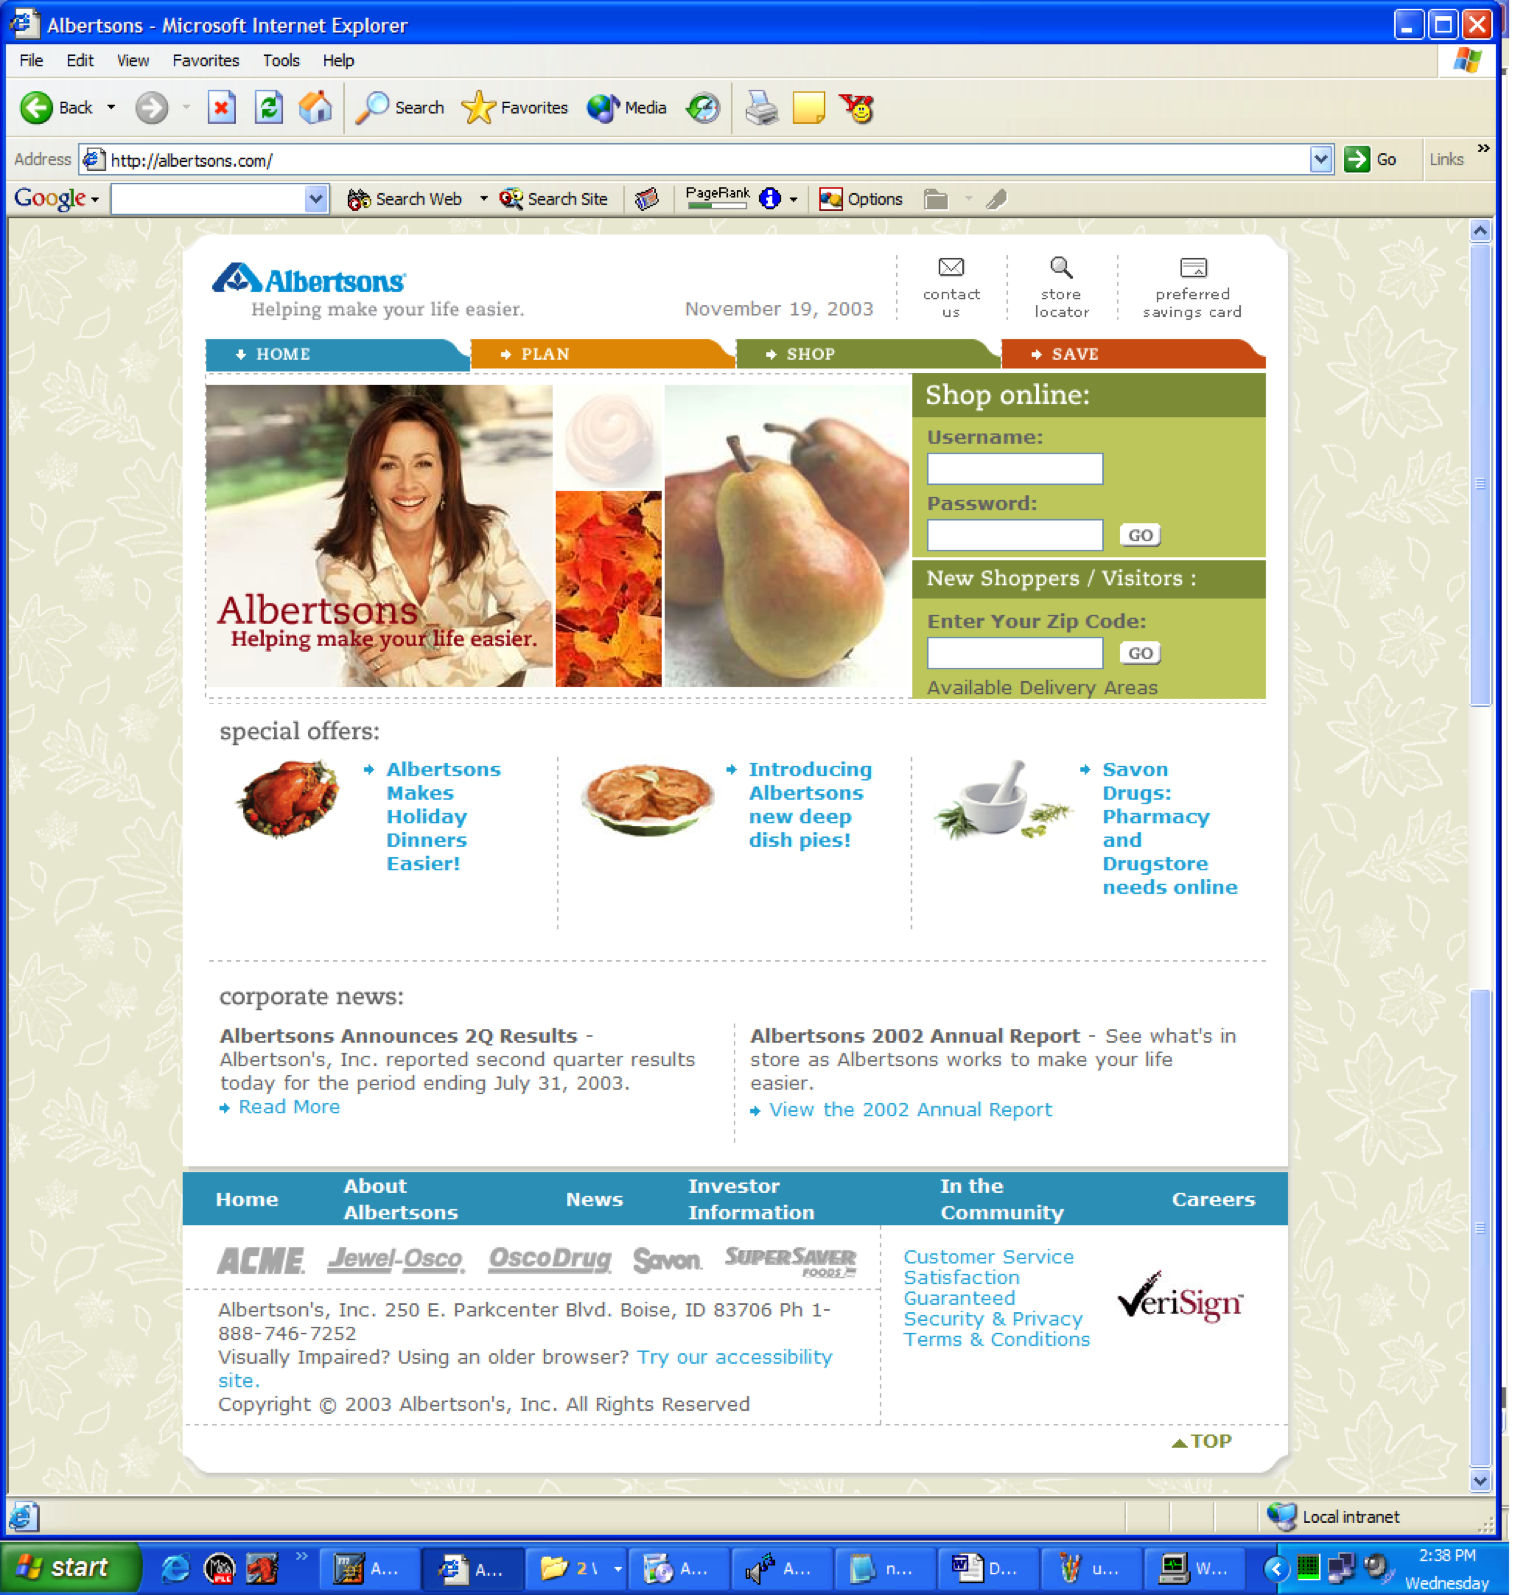 Albertsons - Microsoft Internet Explorer
File Edit View Favorites Tools Help
Back Search Favorites Media
Address http://albertsons.com/ Go Links »
Google Search Web Search Site PageRank Options
Albertsons
Helping make your life easier.
November 19, 2003
contact
us
store
locator
preferred
savings card
HOME PLAN SHOP SAVE
Albertsons
Helping make your life easier.
Shop online:
Username:
Password:
GO
New Shoppers / Visitors :
Enter Your Zip Code:
GO
Available Delivery Areas
special offers:
Albertsons
Makes
Holiday
Dinners
Easier!
Introducing
Albertsons
new deep
dish pies!
Savon
Drugs:
Pharmacy
and
Drugstore
needs online
corporate news:
Albertsons Announces 2Q Results -
Albertson's, Inc. reported second quarter results
today for the period ending July 31, 2003.
Read More
Albertsons 2002 Annual Report - See what's in
store as Albertsons works to make your life
easier.
View the 2002 Annual Report
Home
About
Albertsons
News
Investor
Information
In the
Community
Careers
ACME Jewel-Osco. Osco Drug Savon SUPER SAVER
FOODS
Albertson's, Inc. 250 E. Parkcenter Blvd. Boise, ID 83706 Ph 1-
888-746-7252
Visually Impaired? Using an older browser? Try our accessibility
site.
Copyright © 2003 Albertson's, Inc. All Rights Reserved
Customer Service
Satisfaction
Guaranteed
Security & Privacy
Terms & Conditions
VeriSign
TOP
Local intranet
start
A... A... 2 \ A... A... n... D... u... W...
2:38 PM
Wednesday